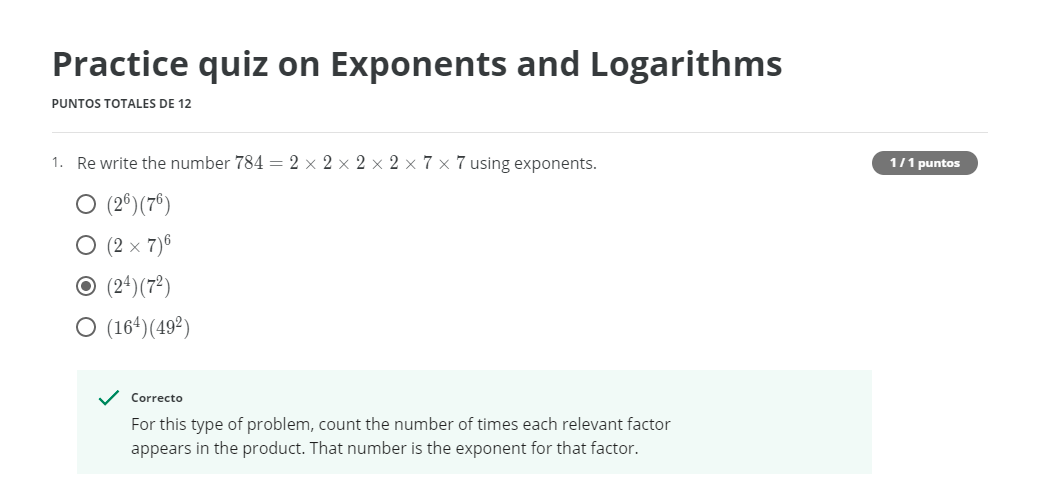 Practice quiz on Exponents and Logarithms
PUNTOS TOTALES DE 12
1. Re write the number 784 = 2 × 2 × 2 × 2 × 7 × 7 using exponents.
1 / 1 puntos
(2⁶)(7⁶)
(2 × 7)⁶
(2⁴)(7²)
(16⁴)(49²)
Correcto
For this type of problem, count the number of times each relevant factor
appears in the product. That number is the exponent for that factor.